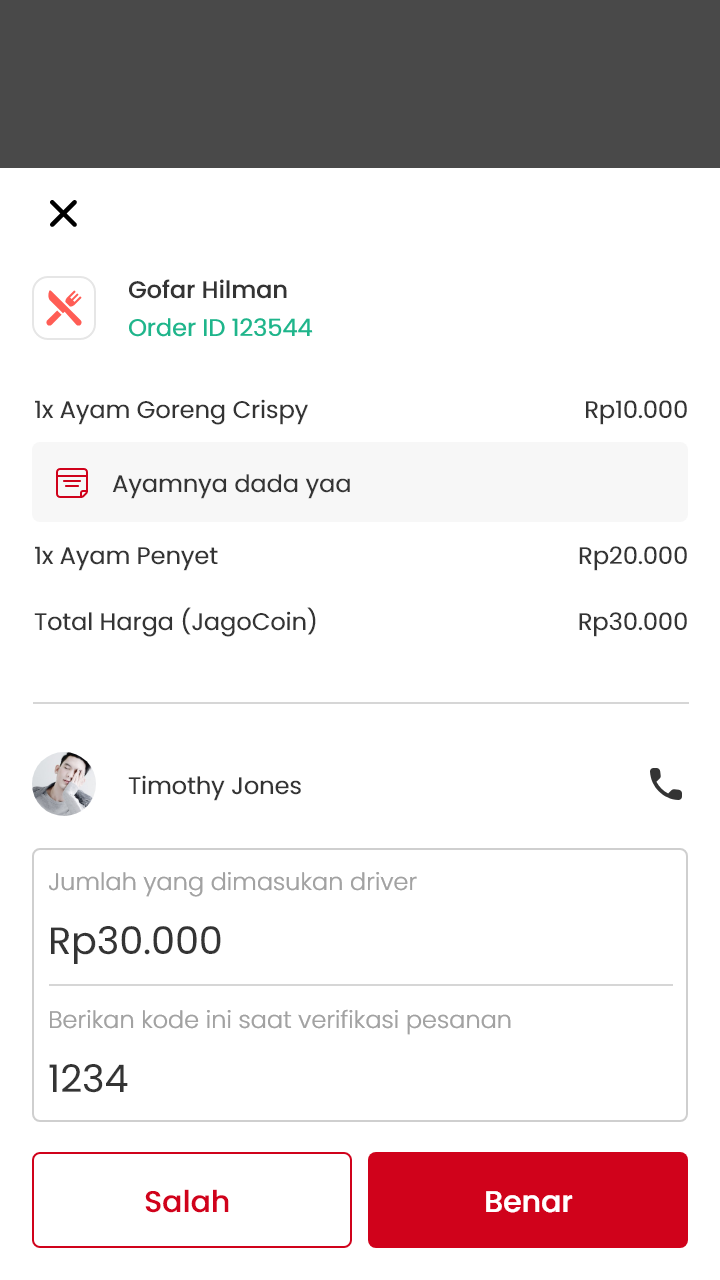 Gofar Hilman
Order ID 123544
1x Ayam Goreng Crispy Rp10.000
Ayamnya dada yaa
1x Ayam Penyet Rp20.000
Total Harga (JagoCoin) Rp30.000
Timothy Jones
Jumlah yang dimasukan driver
Rp30.000
Berikan kode ini saat verifikasi pesanan
1234
Salah Benar